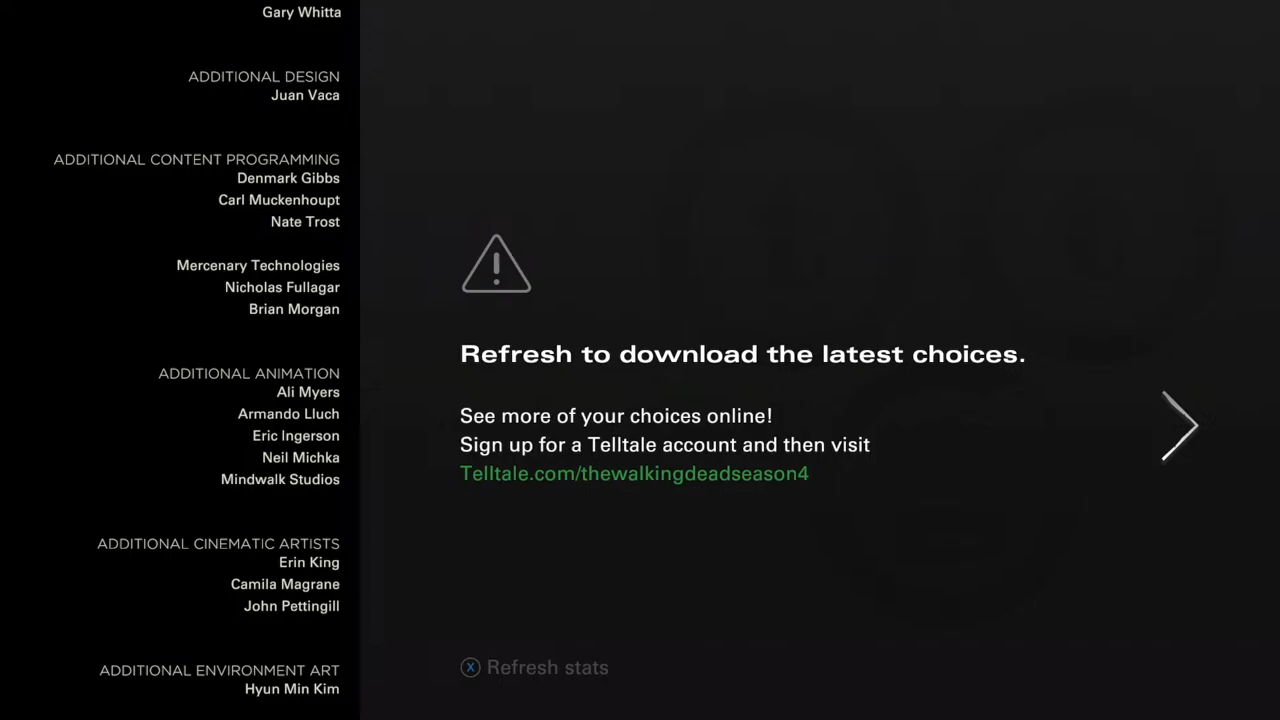 Gary Whitta
ADDITIONAL DESIGN
Juan Vaca
ADDITIONAL CONTENT PROGRAMMING
Denmark Gibbs
Carl Muckenhoupt
Nate Trost
Mercenary Technologies
Nicholas Fullagar
Brian Morgan
ADDITIONAL ANIMATION
Ali Myers
Armando Lluch
Eric Ingerson
Neil Michka
Mindwalk Studios
ADDITIONAL CINEMATIC ARTISTS
Erin King
Camila Magrane
John Pettingill
ADDITIONAL ENVIRONMENT ART
Hyun Min Kim
Refresh to download the latest choices.
See more of your choices online!
Sign up for a Telltale account and then visit
Telltale.com/thewalkingdeadseason4
X Refresh stats